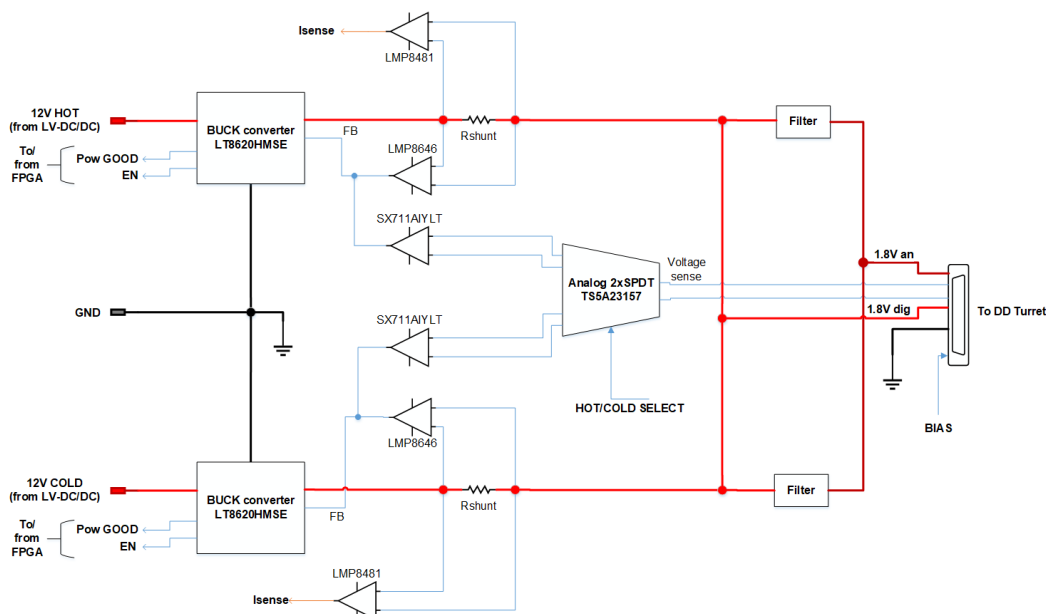 Isense
LMP8481
12V HOT
(from LV-DC/DC)
BUCK converter
LT8620HMSE
FB
Rshunt
Filter
To/
from
FPGA
Pow GOOD
EN
LMP8646
SX711AIYLT
Analog 2xSPDT
TS5A23157
Voltage
sense
1.8V an
GND
1.8V dig
To DD Turret
SX711AIYLT
HOT/COLD SELECT
BIAS
LMP8646
12V COLD
(from LV-DC/DC)
BUCK converter
LT8620HMSE
FB
Rshunt
Filter
To/
from
FPGA
Pow GOOD
EN
LMP8481
Isense